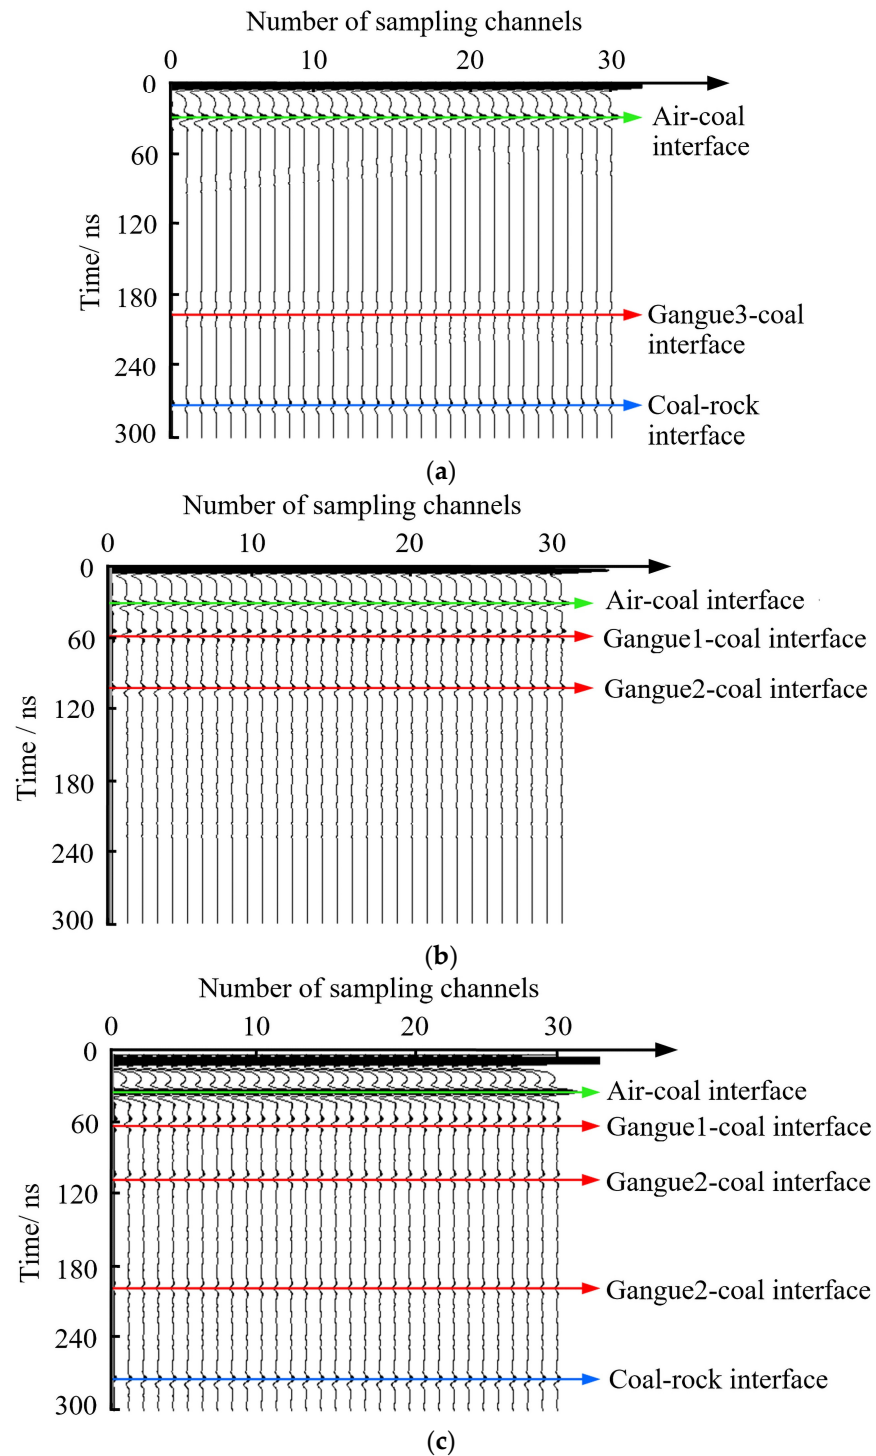 Number of sampling channels
0 10 20 30
0
Air-coal
interface
60
120
180
Gangue3-coal
interface
240
Coal-rock
interface
300
Time/ ns
(a)
Number of sampling channels
0 10 20 30
0
Air-coal interface
60
Gangue1-coal interface
Gangue2-coal interface
120
180
240
300
Time / ns
(b)
Number of sampling channels
0 10 20 30
0
Air-coal interface
60
Gangue1-coal interface
Gangue2-coal interface
120
180
Gangue2-coal interface
240
Coal-rock interface
300
Time/ ns
(c)